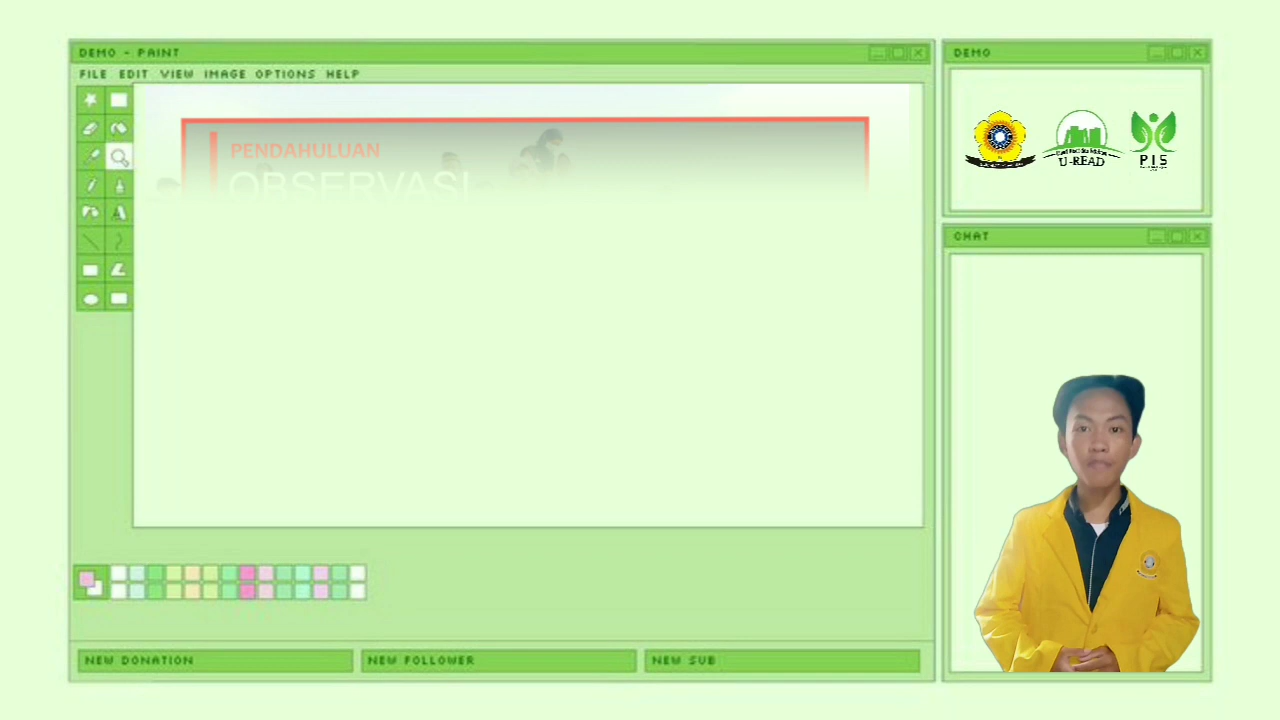 DEMO - PAINT
FILE EDIT VIEW IMAGE OPTIONS HELP
PENDAHULUAN
OBSERVASI
NEW DONATION
NEW FOLLOWER
NEW SUB
DEMO
U-READ
PIS
CHAT